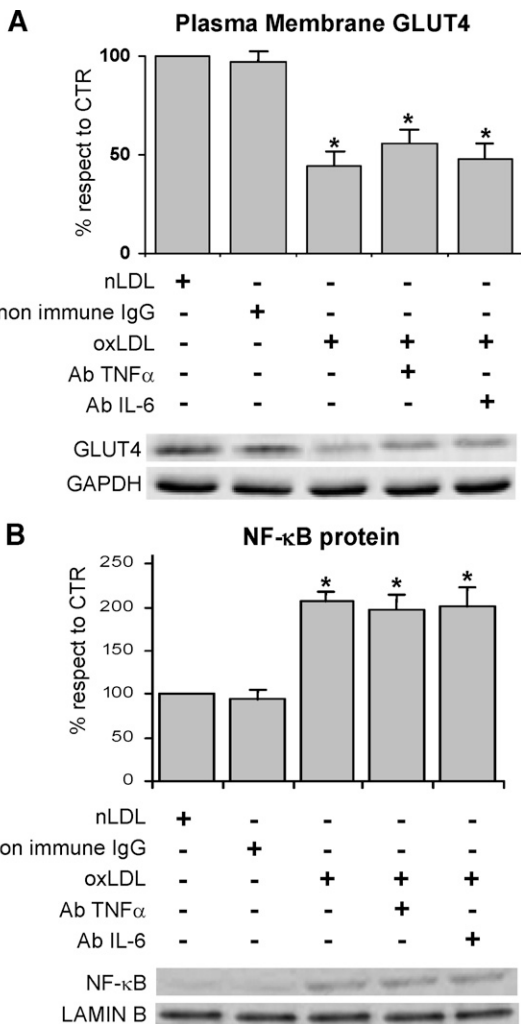 A
Plasma Membrane GLUT4
% respect to CTR
100
50
0
* * *
nLDL + - - - -
non immune IgG - + - - -
oxLDL - - + + +
Ab TNFα - - - + -
Ab IL-6 - - - - +
GLUT4
GAPDH
B
NF-κB protein
% respect to CTR
250
200
150
100
50
0
* * *
nLDL + - - - -
on immune IgG - + - - -
oxLDL - - + + +
Ab TNFα - - - + -
Ab IL-6 - - - - +
NF-κB
LAMIN B